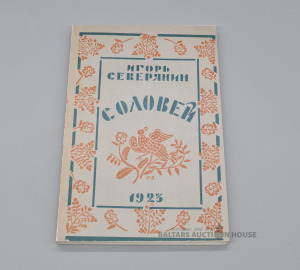 ИГОРЬ
СЕВЕРЯНИН
СОЛОВЕЙ
1923
BALTARS AUCTION HOUSE